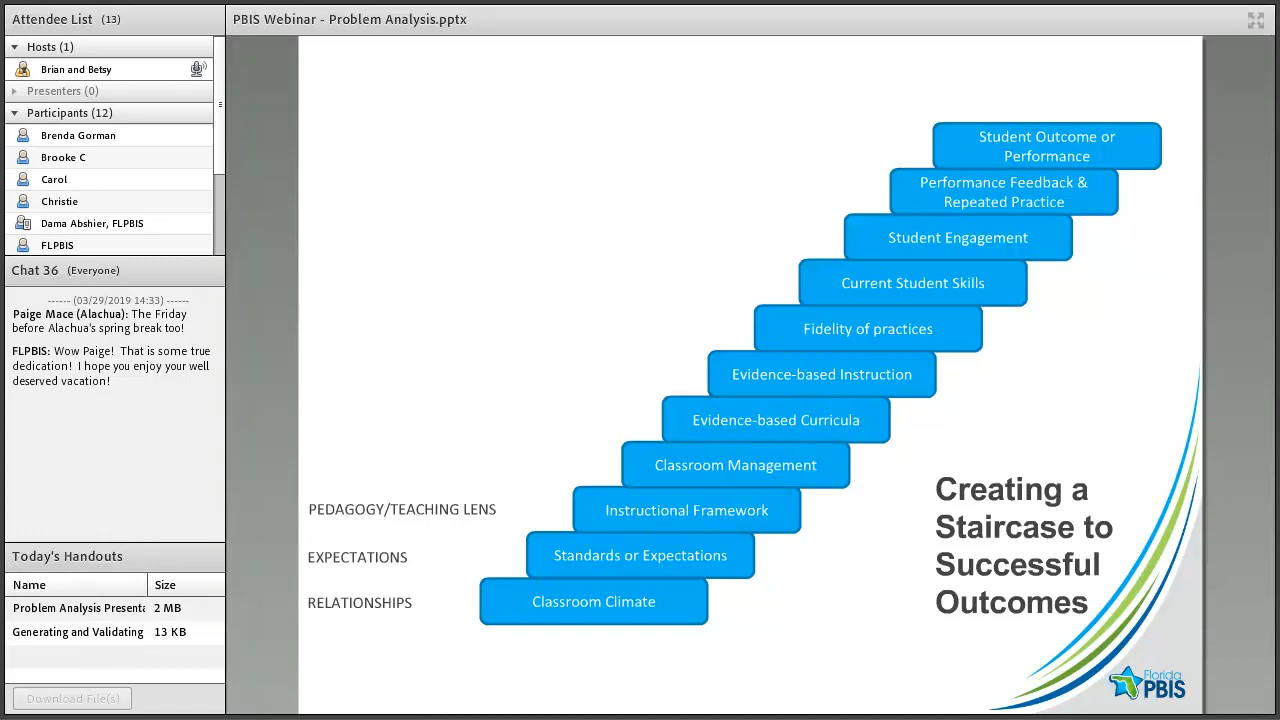 Attendee List (13)
Hosts (1)
Brian and Betsy
Presenters (0)
Participants (12)
Brenda Gorman
Brooke C
Carol
Christie
Dama Abshier, FLPBIS
FLPBIS
Chat 36 (Everyone)
------ (03/29/2019 14:33) ------
Paige Mace (Alachua): The Friday
before Alachua's spring break too!
FLPBIS: Wow Paige! That is some true
dedication! I hope you enjoy your well
deserved vacation!
Today's Handouts
Name Size
Problem Analysis Presenta 2 MB
Generating and Validating 13 KB
Download File(s)
PBIS Webinar - Problem Analysis.pptx
Student Outcome or
Performance
Performance Feedback &
Repeated Practice
Student Engagement
Current Student Skills
Fidelity of practices
Evidence-based Instruction
Evidence-based Curricula
Classroom Management
PEDAGOGY/TEACHING LENS Instructional Framework
EXPECTATIONS Standards or Expectations
RELATIONSHIPS Classroom Climate
Creating a
Staircase to
Successful
Outcomes
Florida
PBIS